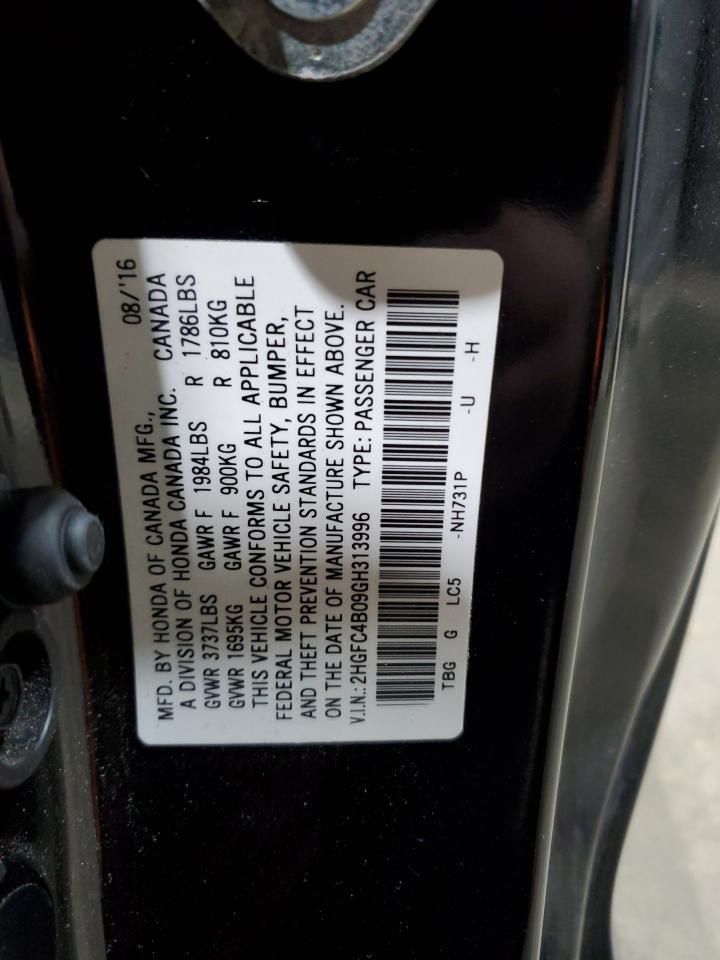 MFD. BY HONDA OF CANADA MFG., 08/'16
A DIVISION OF HONDA CANADA INC. CANADA
GVWR 3737LBS GAWR F 1984LBS R 1786LBS
GVWR 1695KG GAWR F 900KG R 810KG
THIS VEHICLE CONFORMS TO ALL APPLICABLE
FEDERAL MOTOR VEHICLE SAFETY, BUMPER,
AND THEFT PREVENTION STANDARDS IN EFFECT
ON THE DATE OF MANUFACTURE SHOWN ABOVE.
V.I.N.: 2HGFC4B09GH313996 TYPE: PASSENGER CAR
TBG G LC5 -NH731P -U -H